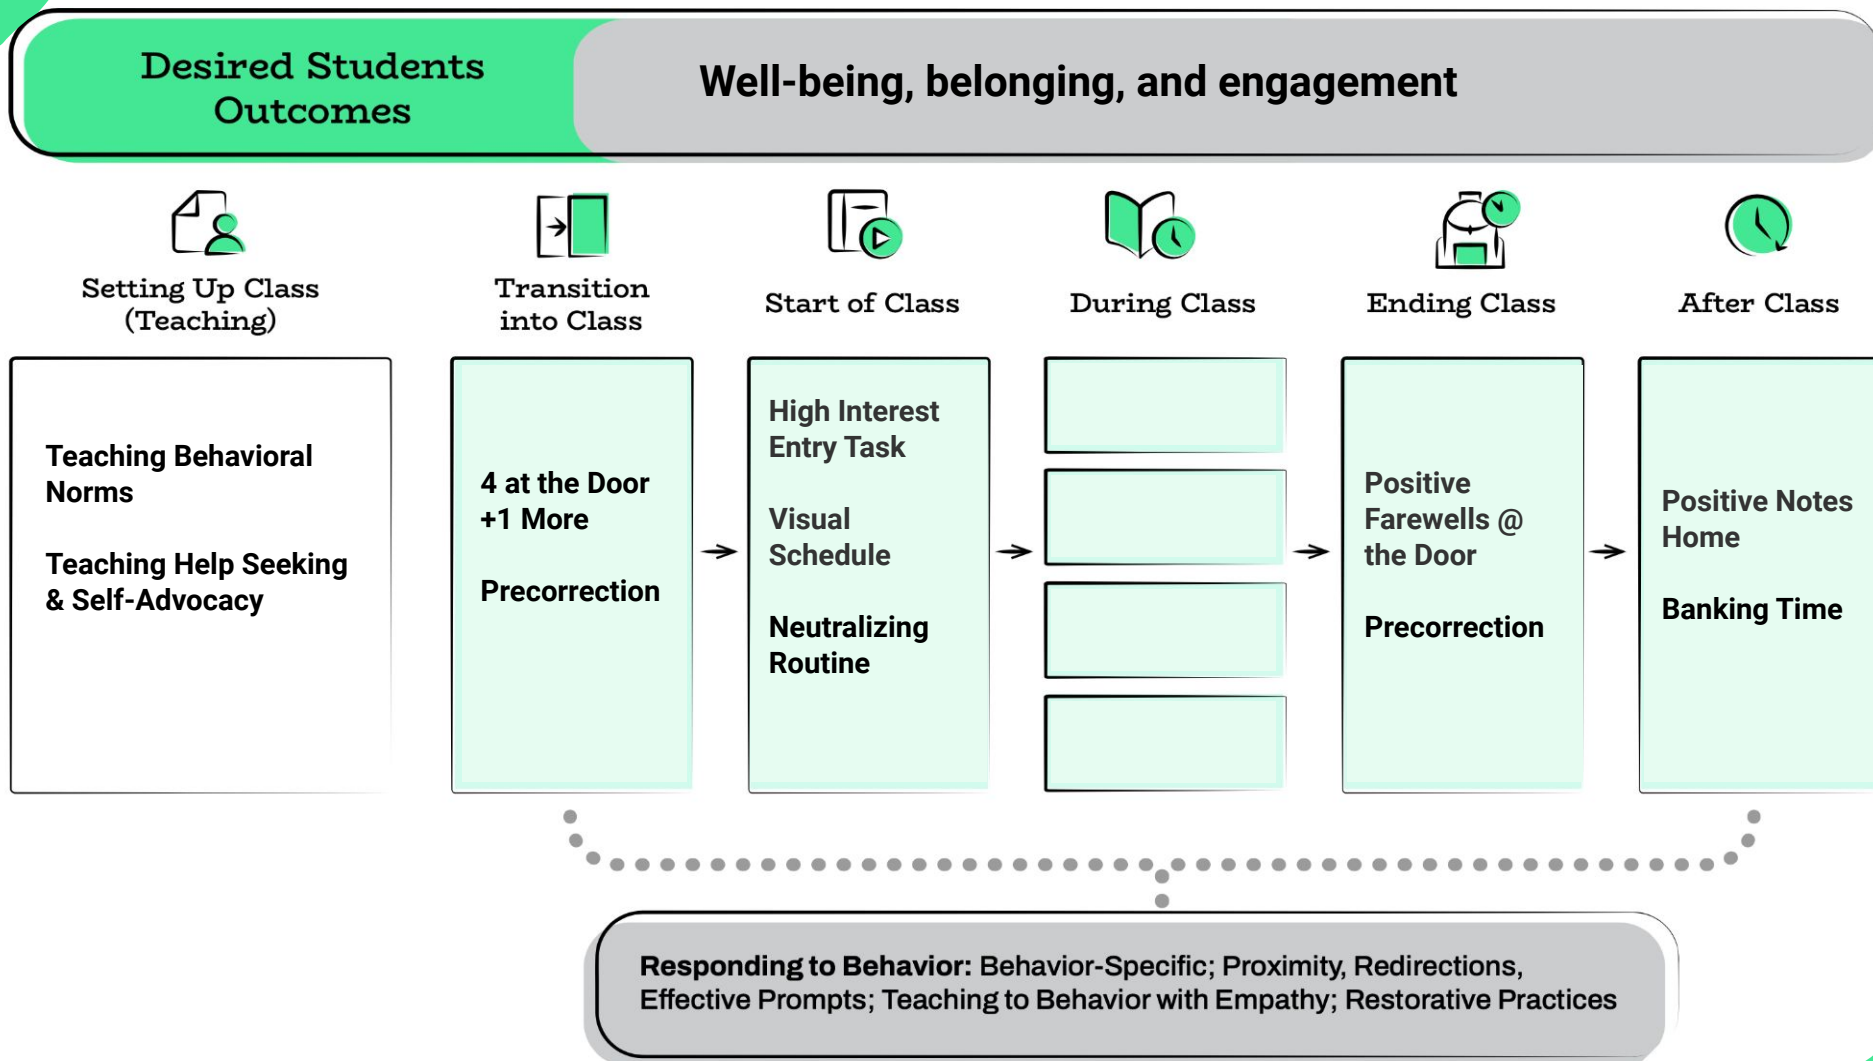 Desired Students
Outcomes
Well-being, belonging, and engagement
Setting Up Class
(Teaching)
Transition
into Class
Start of Class
During Class
Ending Class
After Class
Teaching Behavioral
Norms
Teaching Help Seeking
& Self-Advocacy
4 at the Door
+1 More
Precorrection
High Interest
Entry Task
Visual
Schedule
Neutralizing
Routine
Positive
Farewells @
the Door
Precorrection
Positive Notes
Home
Banking Time
Responding to Behavior: Behavior-Specific; Proximity, Redirections,
Effective Prompts; Teaching to Behavior with Empathy; Restorative Practices